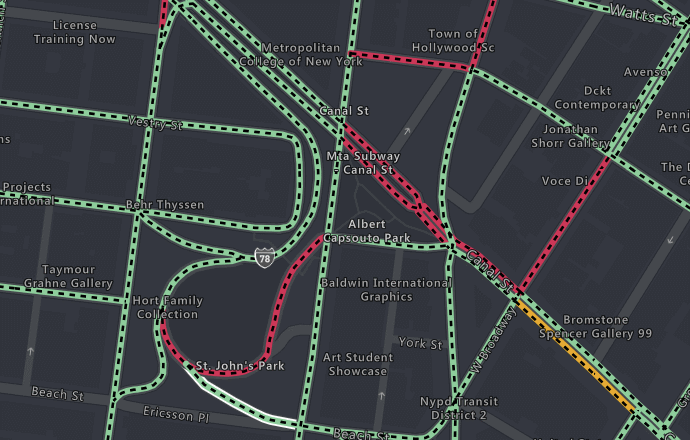 Watts St
License
Training Now
Town of
Hollywood Sc
Metropolitan
College of New York
Avenso
Dckt
Contemporary
Canal St
Vestry St
Jonathan
Shorr Gallery
Mta Subway
- Canal St
Voce Di
Projects
Behr Thyssen
Albert
Capsouto Park
78
Canal St
Taymour
Grahne Gallery
Baldwin International
Graphics
Hort Family
Collection
W Broadway
Bromstone
Spencer Gallery 99
York St
St. John's Park
Art Student
Showcase
Beach St
Ericsson Pl
Nypd Transit
District 2
Beach St